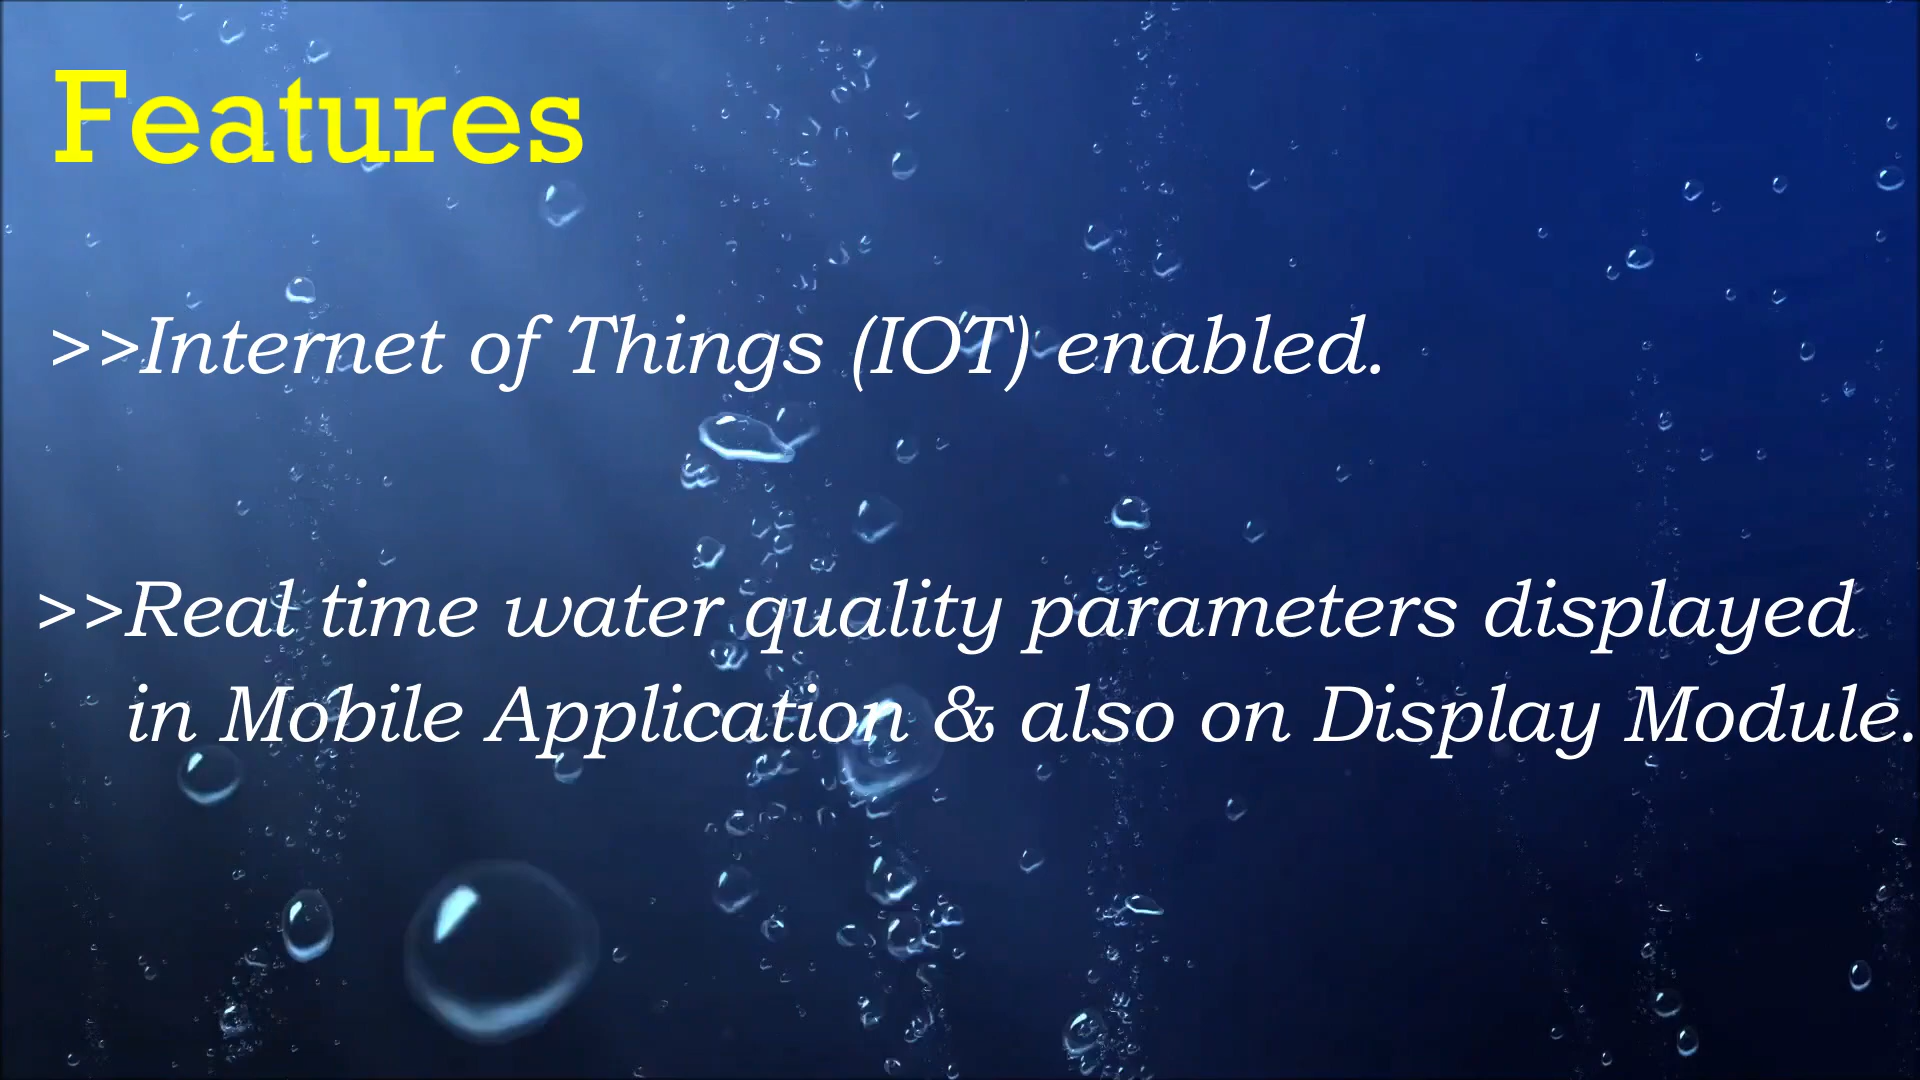 Features
>>Internet of Things (IOT) enabled.
>>Real time water quality parameters displayed
in Mobile Application & also on Display Module.